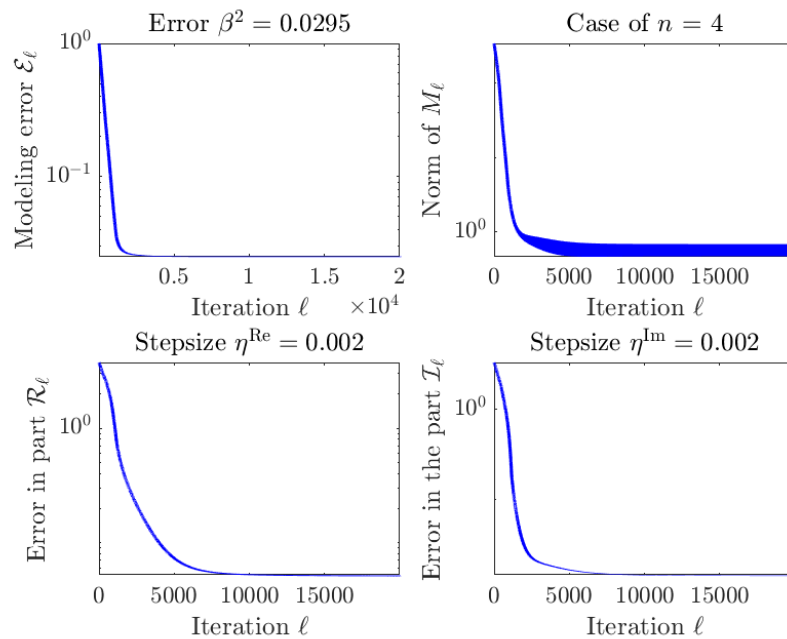 Error β² = 0.0295
Modeling error ℰ_ℓ
10⁰
10⁻¹
0.5 1 1.5 2
×10⁴
Iteration ℓ
Case of n = 4
Norm of M_ℓ
10⁰
0 5000 10000 15000
Iteration ℓ
Stepsize η^Re = 0.002
Error in part ℛ_ℓ
10⁰
0 5000 10000 15000
Iteration ℓ
Stepsize η^Im = 0.002
Error in the part ℐ_ℓ
10⁰
0 5000 10000 15000
Iteration ℓ